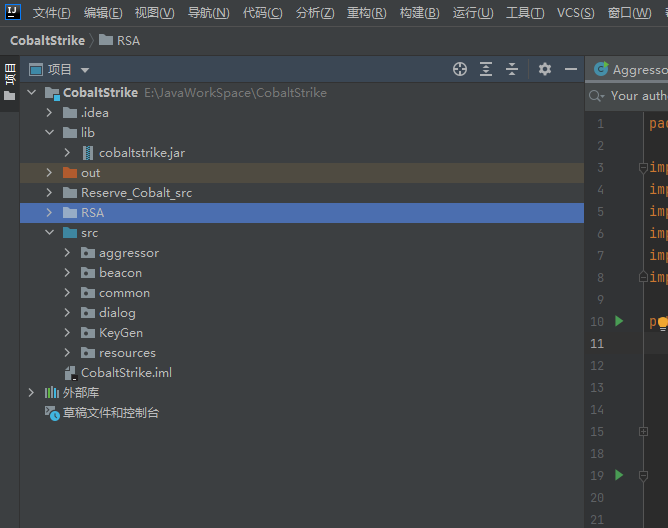 文件(F) 编辑(E) 视图(V) 导航(N) 代码(C) 分析(Z) 重构(R) 构建(B) 运行(U) 工具(T) VCS(S) 窗口(W)
CobaltStrike RSA
项目
项目
Aggresso
CobaltStrike E:\JavaWorkSpace\CobaltStrike
Your auth
.idea
lib
cobaltstrike.jar
out
Reserve_Cobalt_src
RSA
src
aggressor
beacon
common
dialog
KeyGen
resources
CobaltStrike.iml
外部库
草稿文件和控制台
1 pac
2
3 imp
4 imp
5 imp
6 imp
7 imp
8 imp
9
10 p
11
12
13
14
15
18
19
20
21